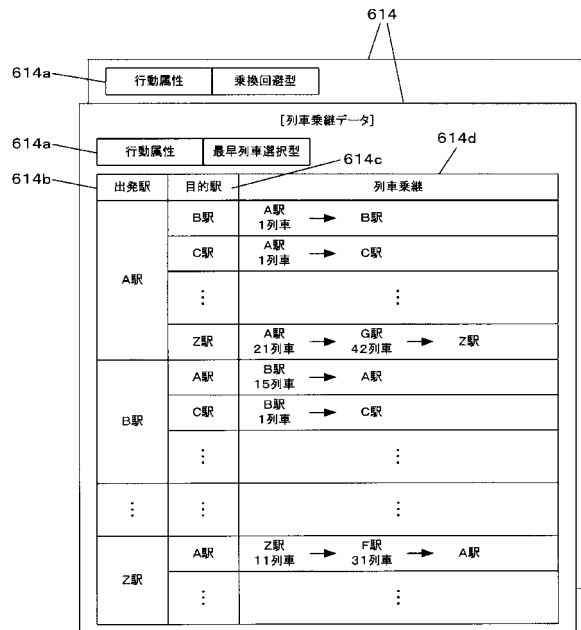 614
614a 行動属性 乗換回避型
[列車乗継データ]
614a 行動属性 最早列車選択型
614b 614c 614d
出発駅 目的駅 列車乗継
A駅 B駅 A駅 1列車 → B駅
C駅 A駅 1列車 → C駅
⋮ ⋮
Z駅 A駅 21列車 → G駅 42列車 → Z駅
B駅 A駅 B駅 15列車 → A駅
C駅 B駅 1列車 → C駅
⋮ ⋮
⋮ ⋮ ⋮
Z駅 A駅 Z駅 11列車 → F駅 31列車 → A駅
⋮ ⋮